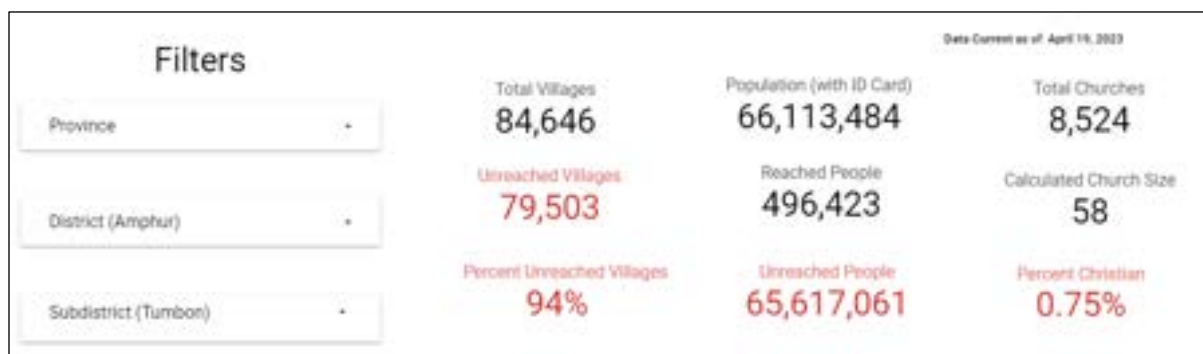 Data Current as of: April 19, 2023
Filters
Province
District (Amphur)
Subdistrict (Tumbon)
Total Villages
84,646
Population (with ID Card)
66,113,484
Total Churches
8,524
Unreached Villages
79,503
Reached People
496,423
Calculated Church Size
58
Percent Unreached Villages
94%
Unreached People
65,617,061
Percent Christian
0.75%